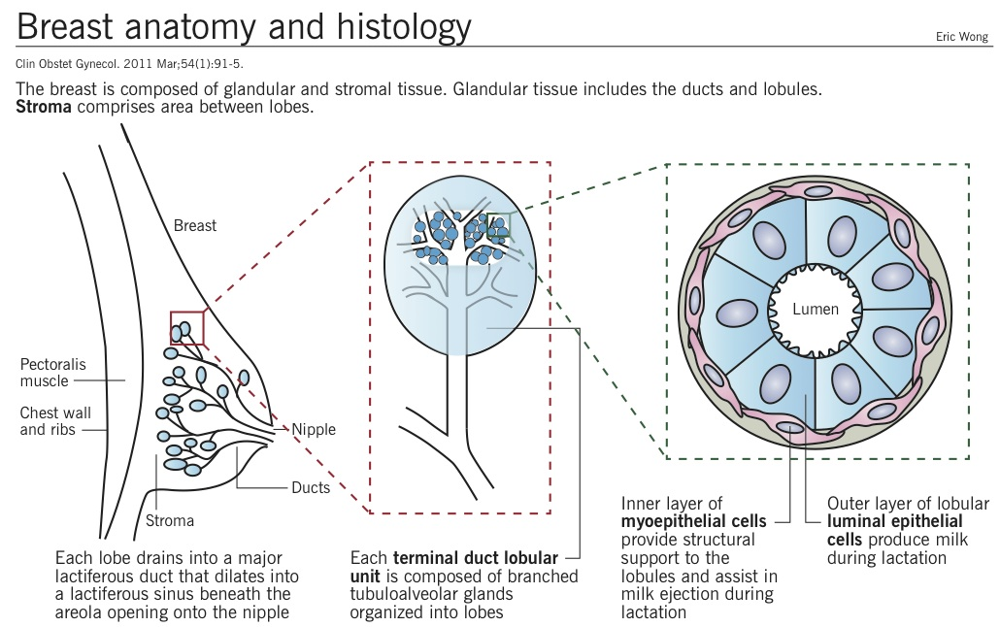 Breast anatomy and histology
Eric Wong
Clin Obstet Gynecol. 2011 Mar;54(1):91-5.
The breast is composed of glandular and stromal tissue. Glandular tissue includes the ducts and lobules.
Stroma comprises area between lobes.
Breast
Pectoralis
muscle
Chest wall
and ribs
Nipple
Ducts
Stroma
Lumen
Each lobe drains into a major
lactiferous duct that dilates into
a lactiferous sinus beneath the
areola opening onto the nipple
Each terminal duct lobular
unit is composed of branched
tubuloalveolar glands
organized into lobes
Inner layer of
myoepithelial cells
provide structural
support to the
lobules and assist in
milk ejection during
lactation
Outer layer of lobular
luminal epithelial
cells produce milk
during lactation